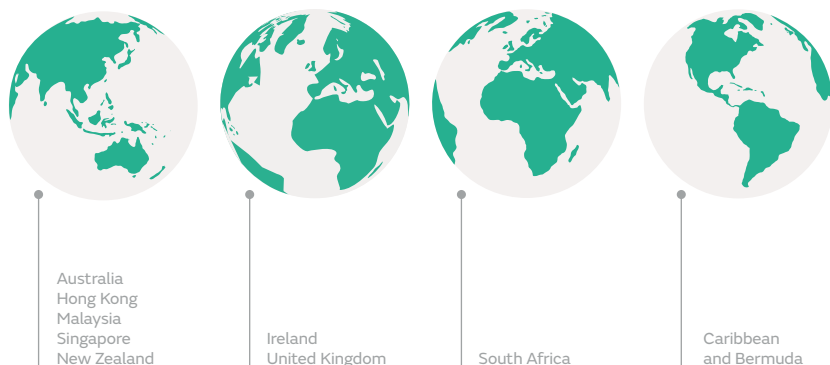 Australia
Hong Kong
Malaysia
Singapore
New Zealand
Ireland
United Kingdom
South Africa
Caribbean
and Bermuda